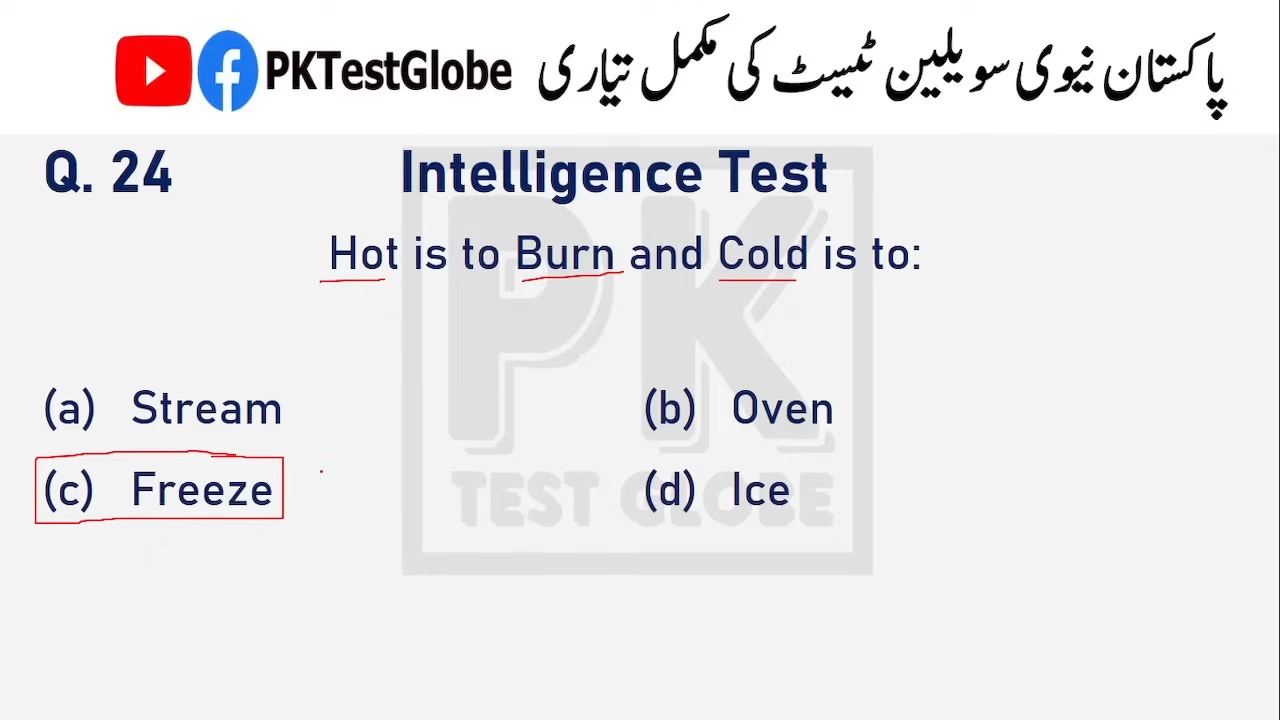 PKTestGlobe پاکستان نیوی سویلین ٹیسٹ کی مکمل تیاری
Q. 24 Intelligence Test
Hot is to Burn and Cold is to:
(a) Stream (b) Oven
(c) Freeze (d) Ice
PK
TEST GLOBE